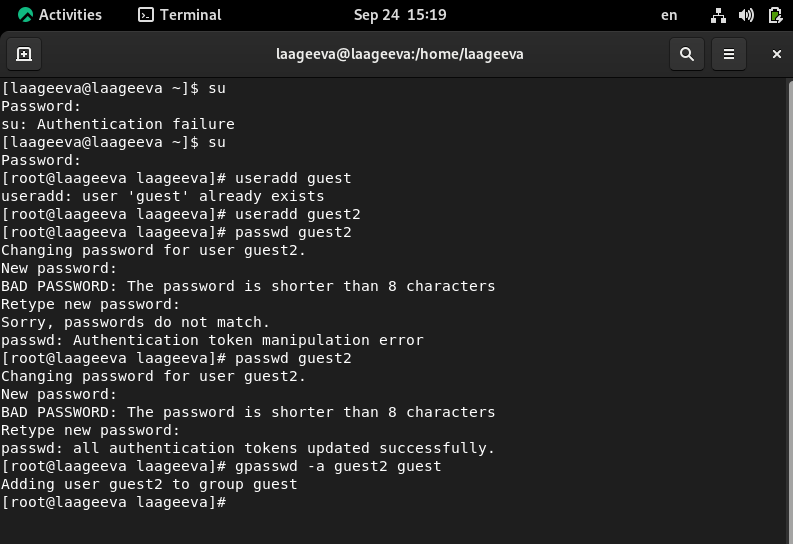 Activities Terminal Sep 24 15:19 en
laageeva@laageeva:/home/laageeva
[laageeva@laageeva ~]$ su
Password:
su: Authentication failure
[laageeva@laageeva ~]$ su
Password:
[root@laageeva laageeva]# useradd guest
useradd: user 'guest' already exists
[root@laageeva laageeva]# useradd guest2
[root@laageeva laageeva]# passwd guest2
Changing password for user guest2.
New password:
BAD PASSWORD: The password is shorter than 8 characters
Retype new password:
Sorry, passwords do not match.
passwd: Authentication token manipulation error
[root@laageeva laageeva]# passwd guest2
Changing password for user guest2.
New password:
BAD PASSWORD: The password is shorter than 8 characters
Retype new password:
passwd: all authentication tokens updated successfully.
[root@laageeva laageeva]# gpasswd -a guest2 guest
Adding user guest2 to group guest
[root@laageeva laageeva]#